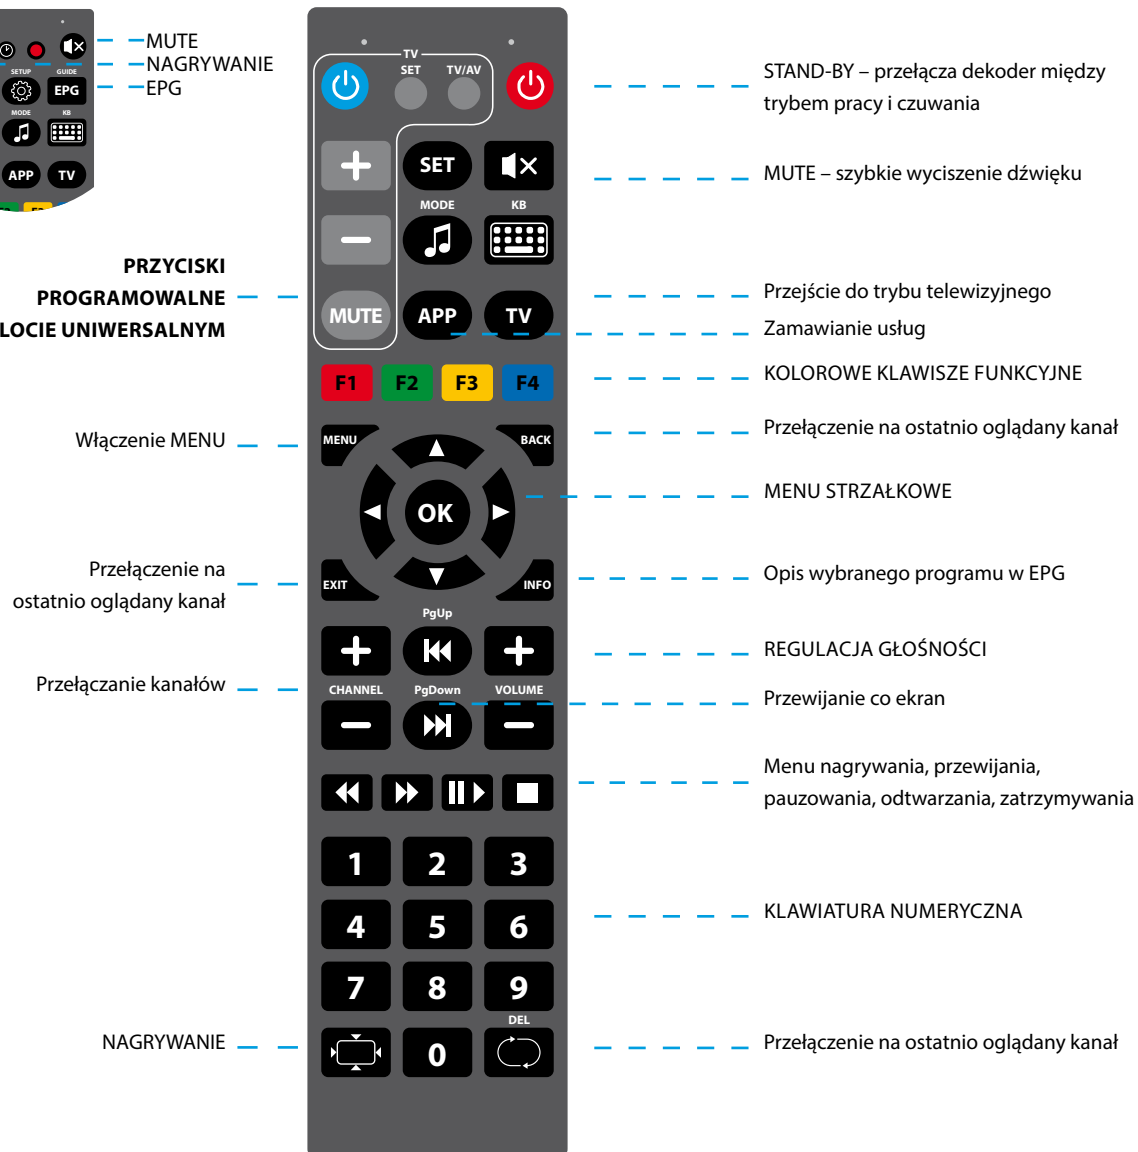 MUTE
NAGRYWANIE
EPG
SETUP
GUIDE
EPG
MODE
KB
APP
TV
PRZYCISKI
PROGRAMOWALNE
LOCIE UNIWERSALNYM
Włączenie MENU
Przełączenie na
ostatnio oglądany kanał
Przełączanie kanałów
NAGRYWANIE
TV
SET
TV/AV
SET
MODE
KB
MUTE
APP
TV
F1
F2
F3
F4
MENU
BACK
OK
EXIT
INFO
PgUp
CHANNEL
PgDown
VOLUME
1
2
3
4
5
6
7
8
9
DEL
0
STAND-BY – przełącza dekoder między
trybem pracy i czuwania
MUTE – szybkie wyciszenie dźwięku
Przejście do trybu telewizyjnego
Zamawianie usług
KOLOROWE KLAWISZE FUNKCYJNE
Przełączenie na ostatnio oglądany kanał
MENU STRZAŁKOWE
Opis wybranego programu w EPG
REGULACJA GŁOŚNOŚCI
Przewijanie co ekran
Menu nagrywania, przewijania,
pauzowania, odtwarzania, zatrzymywania
KLAWIATURA NUMERYCZNA
Przełączenie na ostatnio oglądany kanał